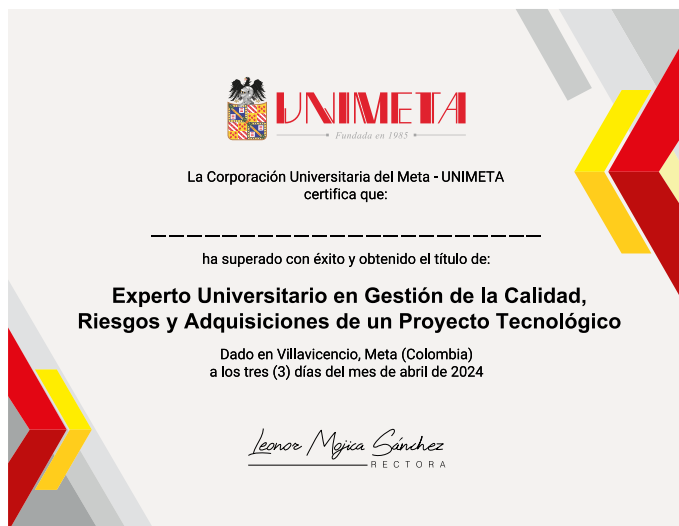 UNIMETA
Fundada en 1985
La Corporación Universitaria del Meta - UNIMETA
certifica que:
ha superado con éxito y obtenido el título de:
Experto Universitario en Gestión de la Calidad,
Riesgos y Adquisiciones de un Proyecto Tecnológico
Dado en Villavicencio, Meta (Colombia)
a los tres (3) días del mes de abril de 2024
Leonor Mojica Sánchez
RECTORA